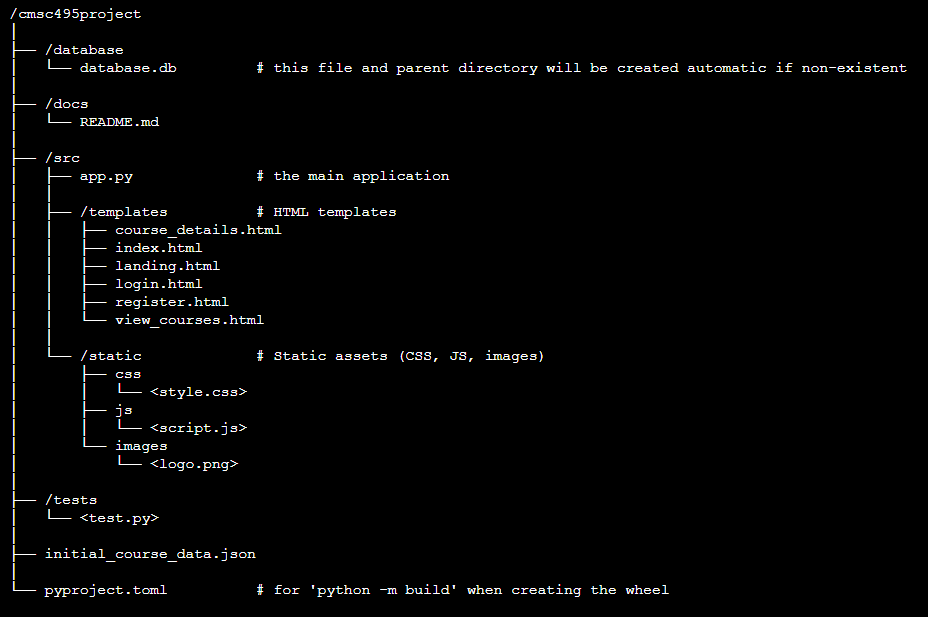 /cmsc495project
│
├── /database
│   └── database.db         # this file and parent directory will be created automatic if non-existent
│
├── /docs
│   └── README.md
│
├── /src
│   ├── app.py              # the main application
│   │
│   ├── /templates          # HTML templates
│   │   ├── course_details.html
│   │   ├── index.html
│   │   ├── landing.html
│   │   ├── login.html
│   │   ├── register.html
│   │   └── view_courses.html
│   │
│   └── /static             # Static assets (CSS, JS, images)
│       ├── css
│       │   └── <style.css>
│       ├── js
│       │   └── <script.js>
│       └── images
│           └── <logo.png>
│
├── /tests
│   └── <test.py>
│
├── initial_course_data.json
│
└── pyproject.toml          # for 'python -m build' when creating the wheel